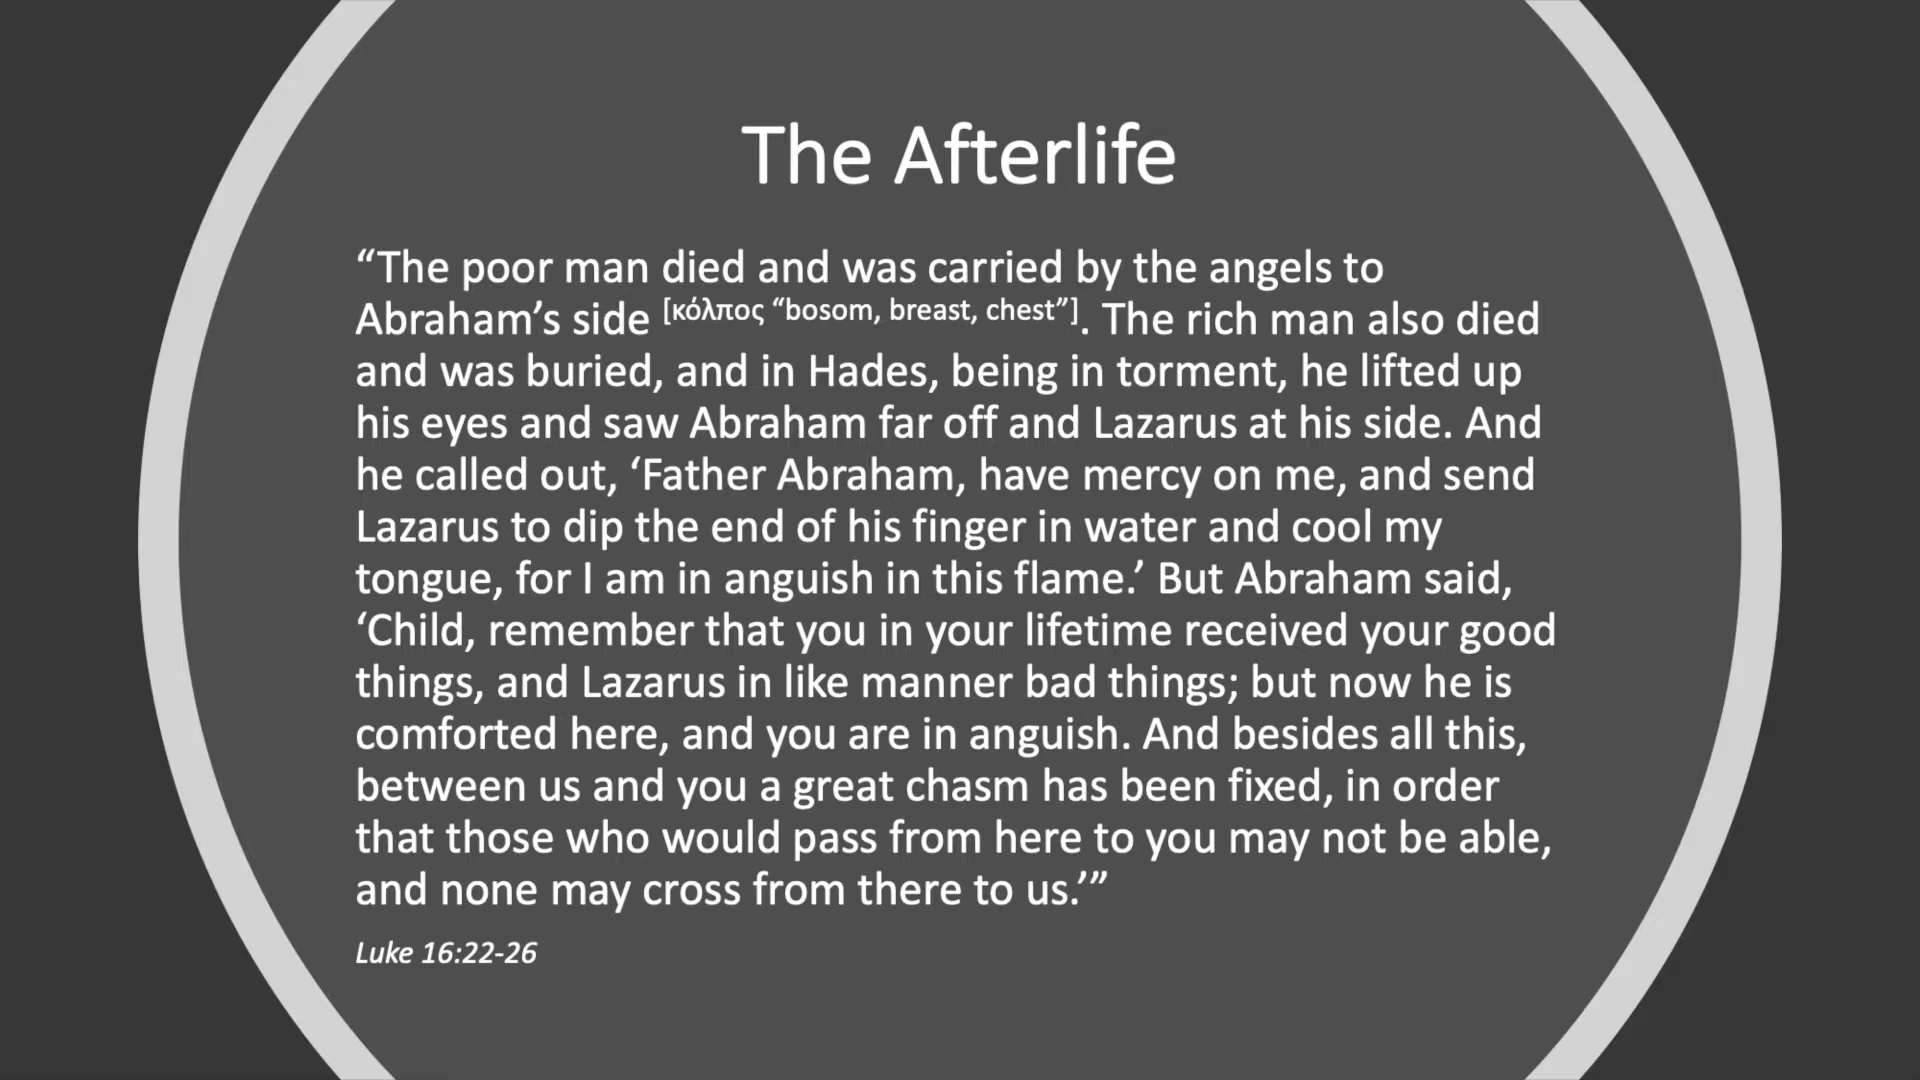 The Afterlife
“The poor man died and was carried by the angels to
Abraham’s side [κόλπος “bosom, breast, chest”]. The rich man also died
and was buried, and in Hades, being in torment, he lifted up
his eyes and saw Abraham far off and Lazarus at his side. And
he called out, ‘Father Abraham, have mercy on me, and send
Lazarus to dip the end of his finger in water and cool my
tongue, for I am in anguish in this flame.’ But Abraham said,
‘Child, remember that you in your lifetime received your good
things, and Lazarus in like manner bad things; but now he is
comforted here, and you are in anguish. And besides all this,
between us and you a great chasm has been fixed, in order
that those who would pass from here to you may not be able,
and none may cross from there to us.’”
Luke 16:22-26